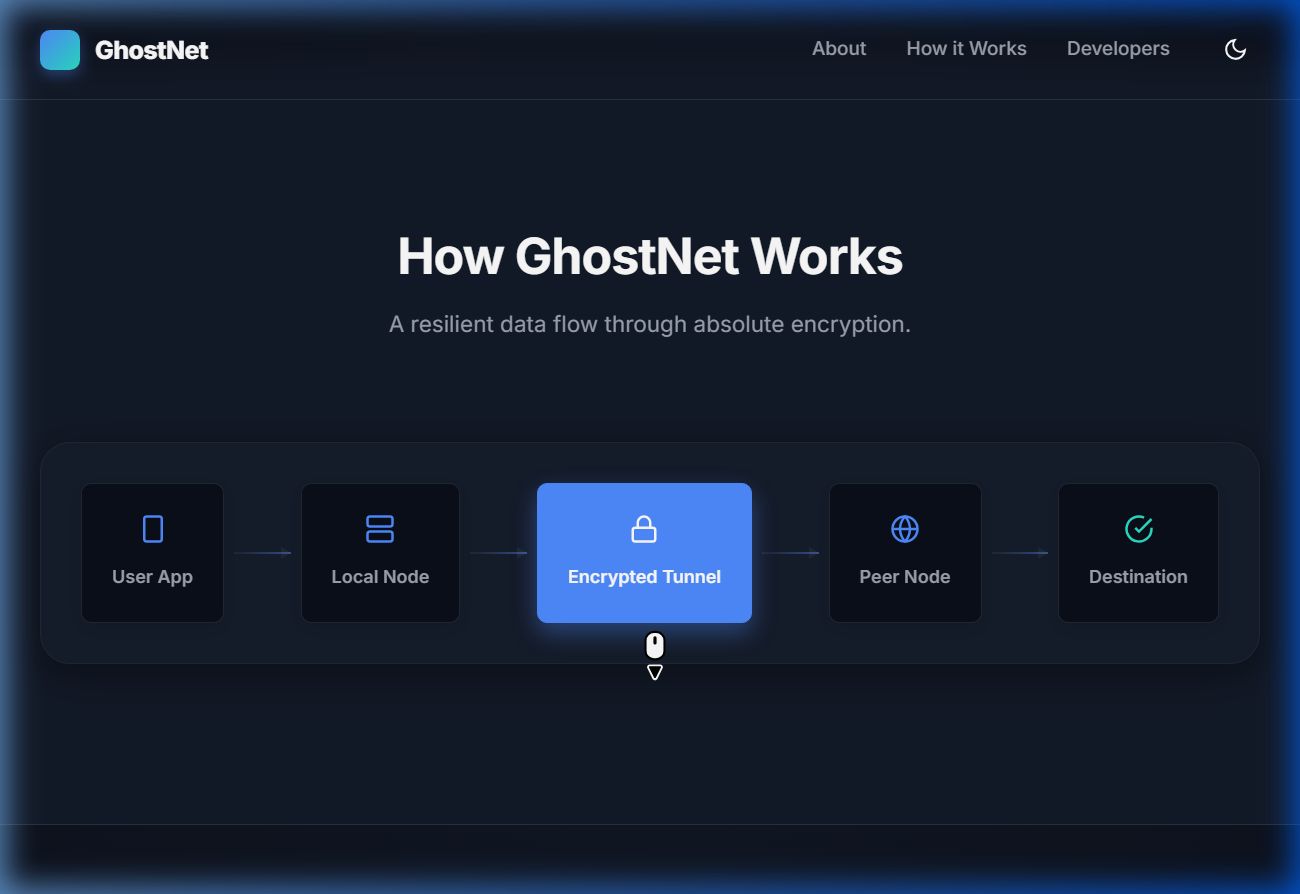 GhostNet
About
How it Works
Developers
How GhostNet Works
A resilient data flow through absolute encryption.
User App
Local Node
Encrypted Tunnel
Peer Node
Destination